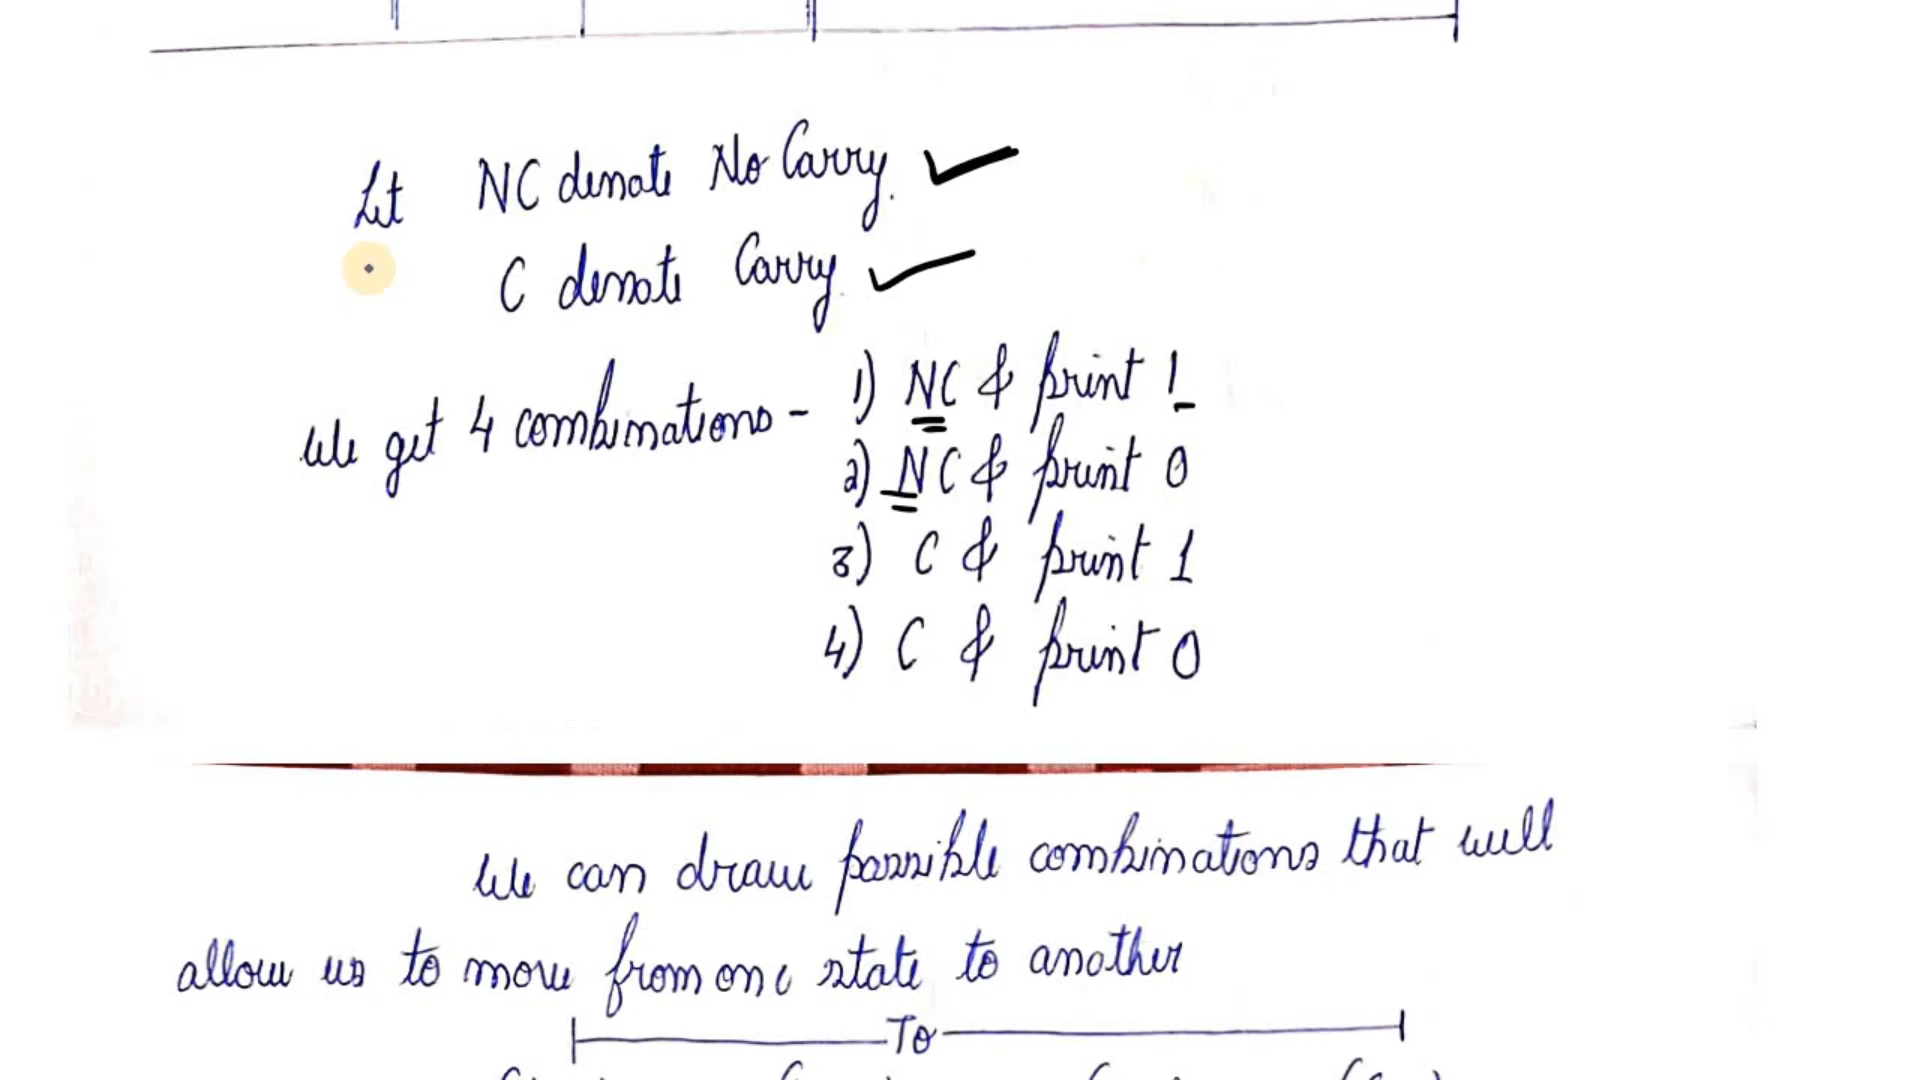 Let NC denote No Carry.
C denote Carry.
We get 4 combinations - 1) NC & print 1
2) NC & print 0
3) C & print 1
4) C & print 0
We can draw possible combinations that will
allow us to move from one state to another
To